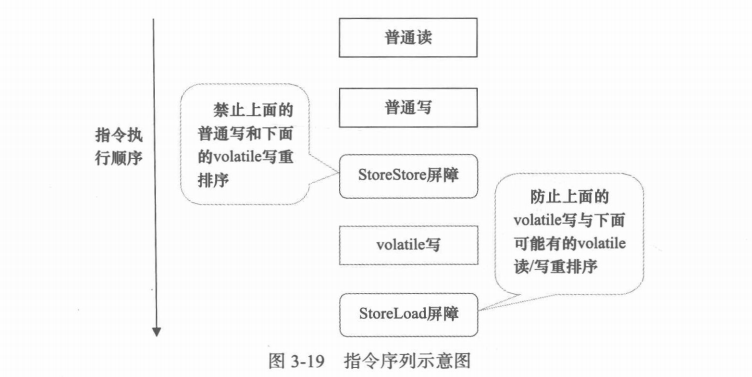 普通读
普通写
指令执
行顺序
禁止上面的
普通写和下面
的volatile写重
排序
StoreStore屏障
防止上面的
volatile写与下面
可能有的volatile
读/写重排序
volatile写
StoreLoad屏障
图 3-19 指令序列示意图